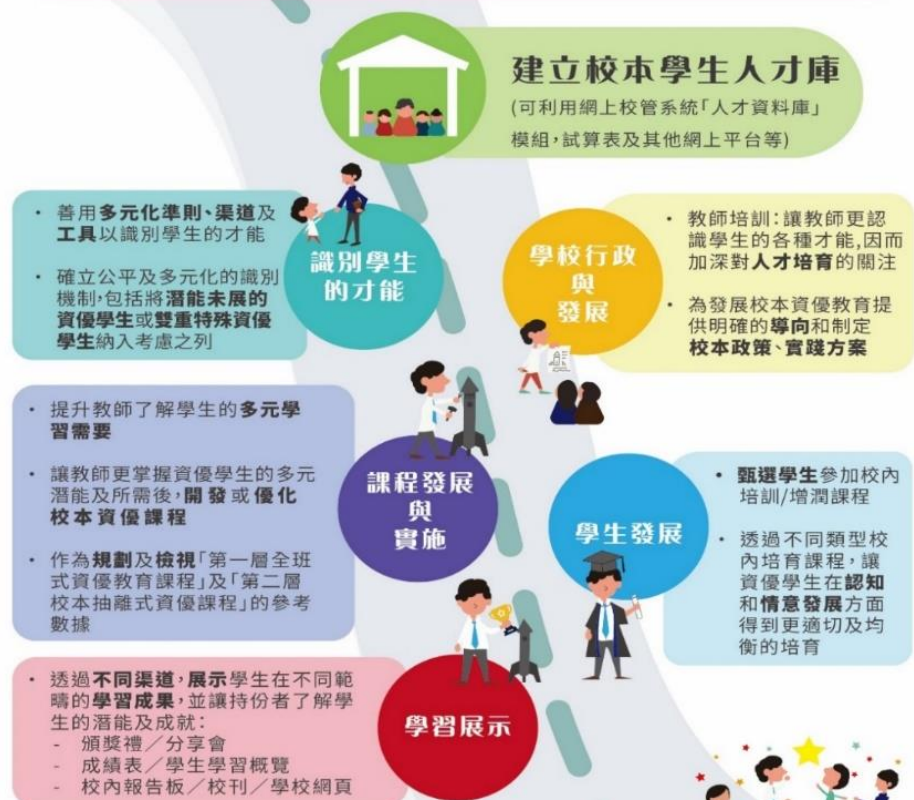 建立校本學生人才庫
(可利用網上校管系統「人才資料庫」
模組,試算表及其他網上平台等)
• 善用多元化準則、渠道及
工具以識別學生的才能
• 確立公平及多元化的識別
機制,包括將潛能未展的
資優學生或雙重特殊資優
學生納入考慮之列
識別學生
的才能
學校行政
與
發展
• 教師培訓:讓教師更認
識學生的各種才能,因而
加深對人才培育的關注
• 為發展校本資優教育提
供明確的導向和制定
校本政策、實踐方案
• 提升教師了解學生的多元學
習需要
• 讓教師更掌握資優學生的多元
潛能及所需後,開發或優化
校本資優課程
• 作為規劃及檢視「第一層全班
式資優教育課程」及「第二層
校本抽離式資優課程」的參考
數據
課程發展
與
實施
學生發展
• 甄選學生參加校內
培訓/增潤課程
• 透過不同類型校
內培育課程,讓
資優學生在認知
和情意發展方面
得到更適切及均
衡的培育
• 透過不同渠道,展示學生在不同範
疇的學習成果,並讓持份者了解學
生的潛能及成就:
- 頒獎禮/分享會
- 成績表/學生學習概覽
- 校內報告板/校刊/學校網頁
學習展示